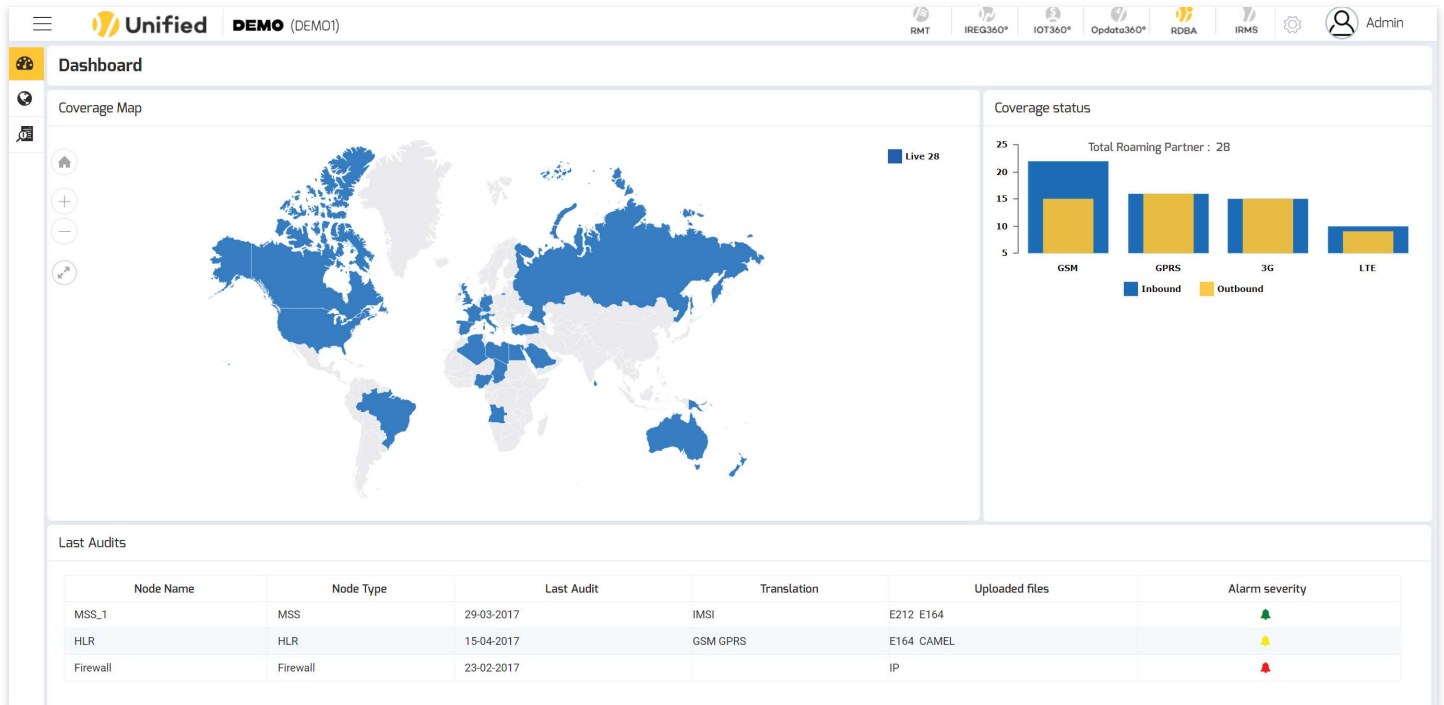 Unified DEMO (DEMO1) RMT IREG360° IOT360° Opdata360° RDBA IRMS Admin
Dashboard
Coverage Map
Live 28
Coverage status
Total Roaming Partner : 28
25
20
15
10
5
GSM GPRS 3G LTE
Inbound Outbound
Last Audits
Node Name Node Type Last Audit Translation Uploaded files Alarm severity
MSS_1 MSS 29-03-2017 IMSI E212 E164
HLR HLR 15-04-2017 GSM GPRS E164 CAMEL
Firewall Firewall 23-02-2017 IP